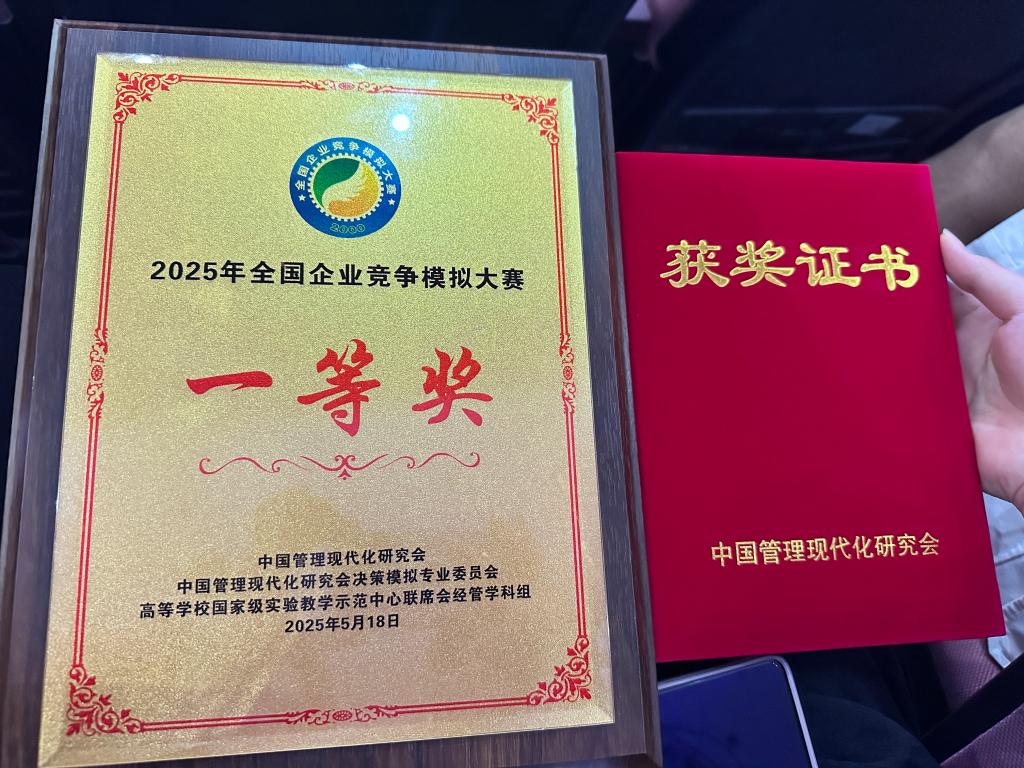 全国企业竞争模拟大赛
2000
2025年全国企业竞争模拟大赛
一等奖
中国管理现代化研究会
中国管理现代化研究会决策模拟专业委员会
高等学校国家级实验教学示范中心联席会经管学科组
2025年5月18日
获奖证书
中国管理现代化研究会